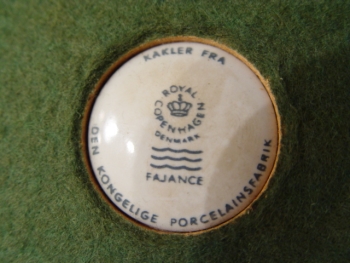 KAKLER FRA
ROYAL
COPENHAGEN
DENMARK
FAJANCE
DEN KONGELIGE PORCELAINSFABRIK